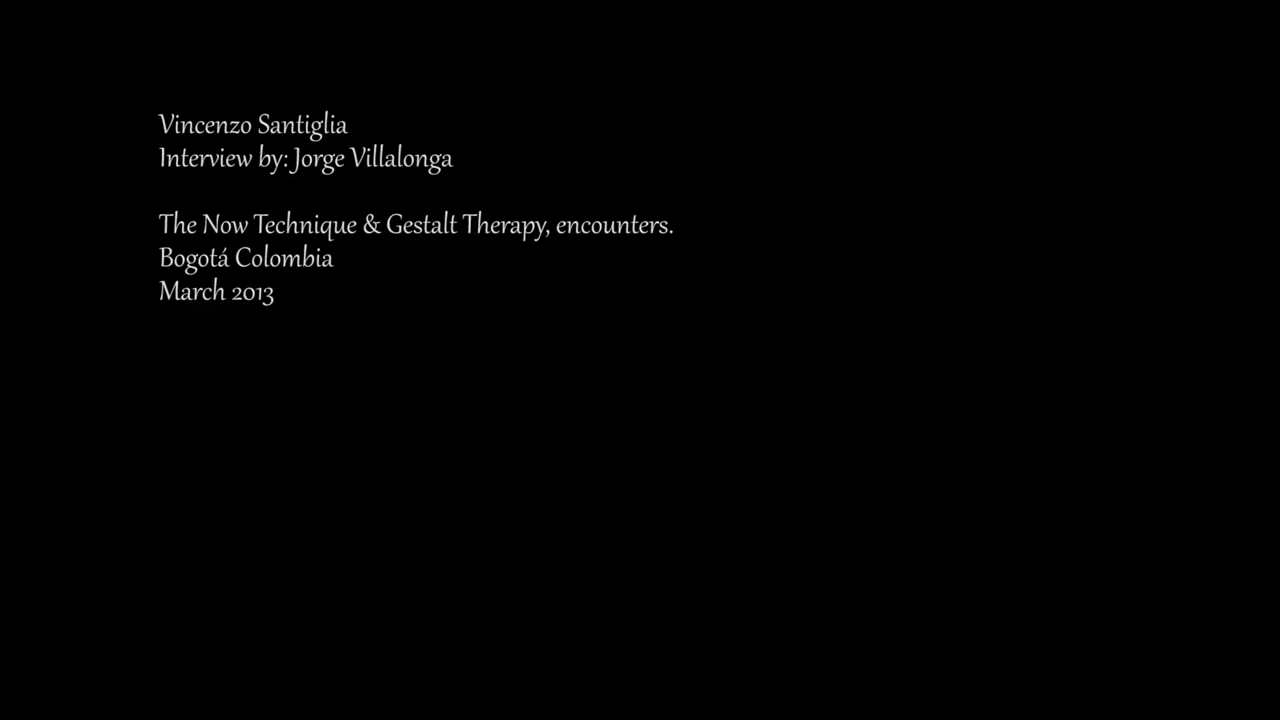 Vincenzo Santiglia
Interview by: Jorge Villalonga
The Now Technique & Gestalt Therapy, encounters.
Bogotá Colombia
March 2013